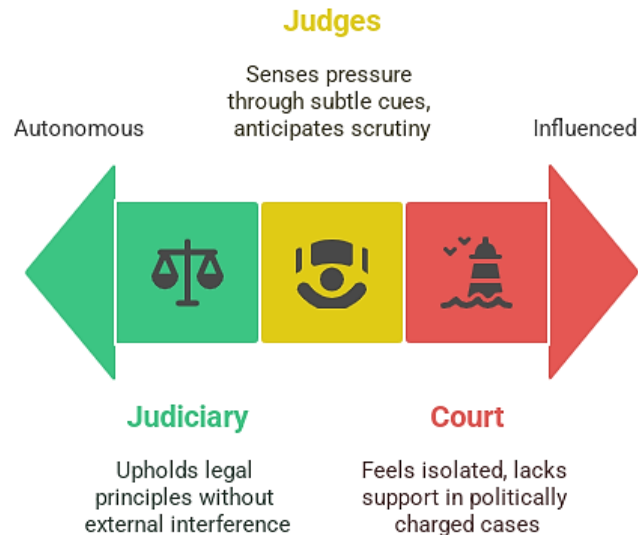 Judges
Senses pressure
through subtle cues,
anticipates scrutiny
Autonomous
Influenced
Judiciary
Upholds legal
principles without
external interference
Court
Feels isolated, lacks
support in politically
charged cases